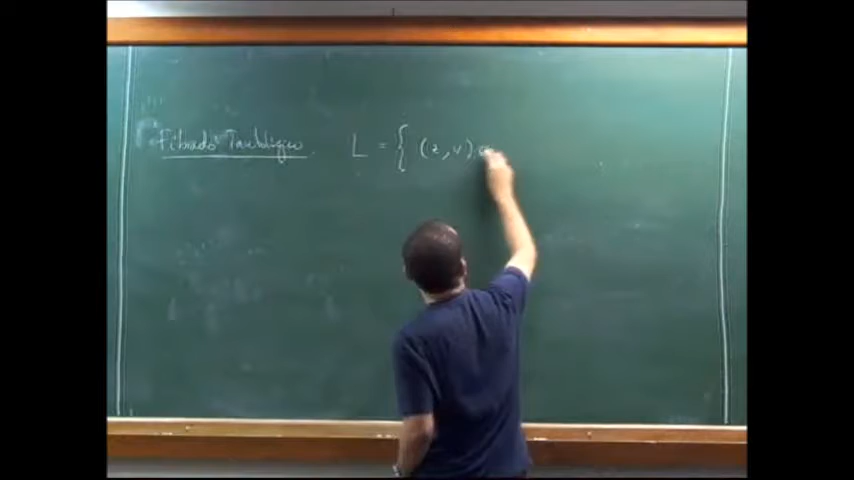 Fibrado Tautológico. L = { (z, v)